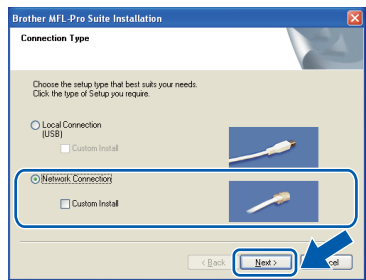 Brother MFL-Pro Suite Installation
Connection Type
Choose the setup type that best suits your needs.
Click the type of Setup you require.
Local Connection
(USB)
Custom Install
Network Connection
Custom Install
< Back Next > cel